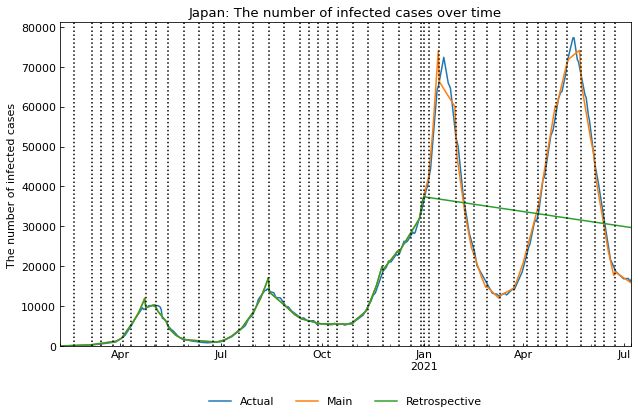 Japan: The number of infected cases over time
The number of infected cases
80000
70000
60000
50000
40000
30000
20000
10000
0
Apr Jul Oct Jan Apr Jul
2021
Actual Main Retrospective